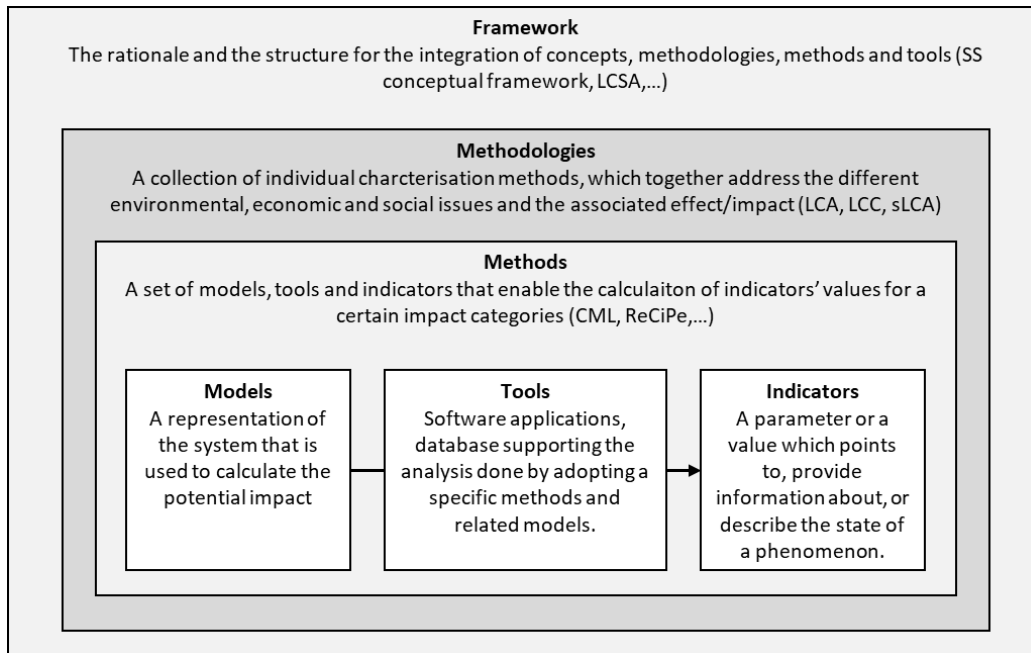 Framework
The rationale and the structure for the integration of concepts, methodologies, methods and tools (SS
conceptual framework, LCSA,...)
Methodologies
A collection of individual charcterisation methods, which together address the different
environmental, economic and social issues and the associated effect/impact (LCA, LCC, sLCA)
Methods
A set of models, tools and indicators that enable the calculaiton of indicators' values for a
certain impact categories (CML, ReCiPe,...)
Models
A representation of
the system that is
used to calculate the
potential impact
Tools
Software applications,
database supporting the
analysis done by adopting a
specific methods and
related models.
Indicators
A parameter or a
value which points
to, provide
information about, or
describe the state of
a phenomenon.